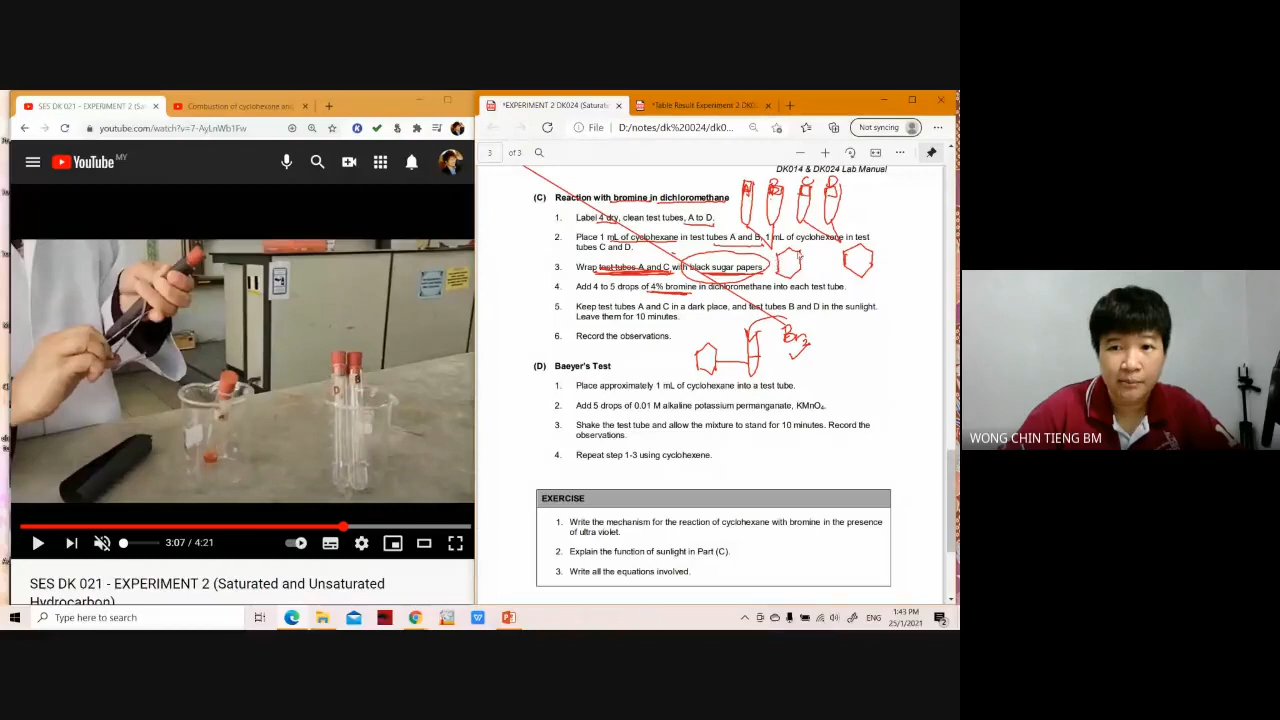 SES DK 021 - EXPERIMENT 2 (Sa
Combustion of cyclohexane an
youtube.com/watch?v=7-AyLnWb1Fw
YouTube MY
D
B
3:07 / 4:21
SES DK 021 - EXPERIMENT 2 (Saturated and Unsaturated
Hydrocarbon)
*EXPERIMENT 2 DK024 (Saturate
*Table Result Experiment 2 DK0
File D:/notes/dk%20024/dk0...
Not syncing
3 of 3
DK014 & DK024 Lab Manual
(C) Reaction with bromine in dichloromethane
1. Label 4 dry, clean test tubes, A to D.
A B C D
2. Place 1 mL of cyclohexane in test tubes A and B, 1 mL of cyclohexene in test
tubes C and D.
3. Wrap test tubes A and C with black sugar papers.
4. Add 4 to 5 drops of 4% bromine in dichloromethane into each test tube.
5. Keep test tubes A and C in a dark place, and test tubes B and D in the sunlight.
Leave them for 10 minutes.
6. Record the observations.
Br2
(D) Baeyer's Test
1. Place approximately 1 mL of cyclohexane into a test tube.
2. Add 5 drops of 0.01 M alkaline potassium permanganate, KMnO4.
3. Shake the test tube and allow the mixture to stand for 10 minutes. Record the
observations.
4. Repeat step 1-3 using cyclohexene.
EXERCISE
1. Write the mechanism for the reaction of cyclohexane with bromine in the presence
of ultra violet.
2. Explain the function of sunlight in Part (C).
3. Write all the equations involved.
WONG CHIN TIENG BM
Type here to search
ENG
1:43 PM
25/1/2021
2